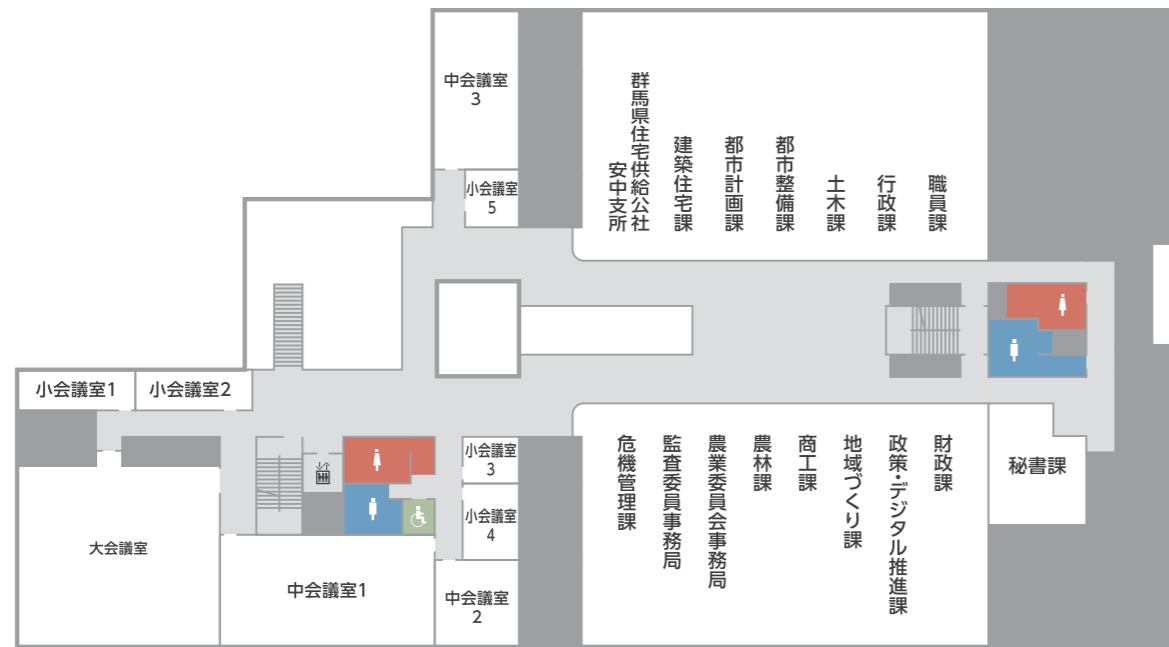 中会議室
3
小会議室
5
群馬県住宅供給公社
安中支所
建築住宅課
都市計画課
都市整備課
土木課
行政課
職員課
小会議室1
小会議室2
小会議室
3
小会議室
4
大会議室
中会議室1
中会議室
2
危機管理課
監査委員事務局
農業委員会事務局
農林課
商工課
地域づくり課
政策・デジタル推進課
財政課
秘書課